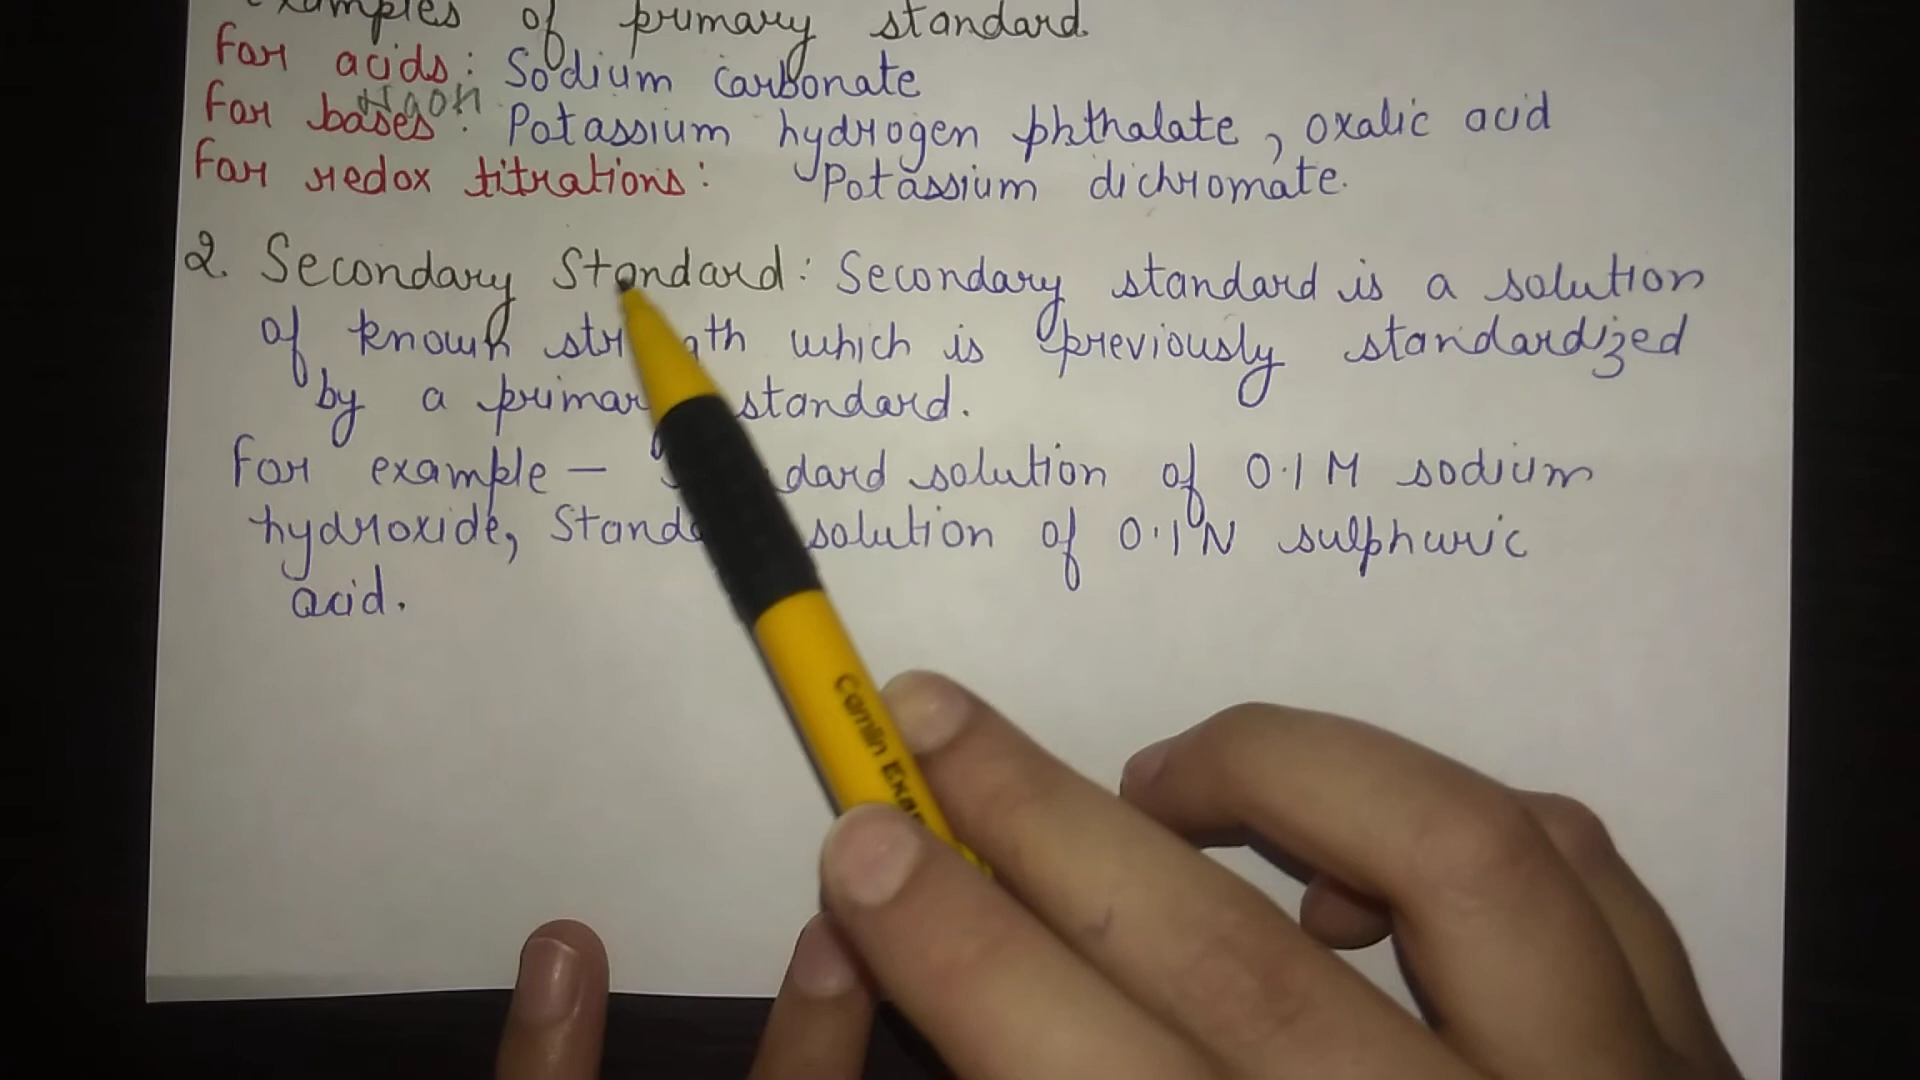 examples of primary standard.
For acids: Sodium carbonate
NaOH
For bases: Potassium hydrogen phthalate, oxalic acid
For redox titrations: Potassium dichromate.
2. Secondary Standard: Secondary standard is a solution
of known which is previously standardized
by a standard.
For example - solution of 0.1 M sodium
hydroxide, solution of 0.1 N sulphuric
acid.
Camlin